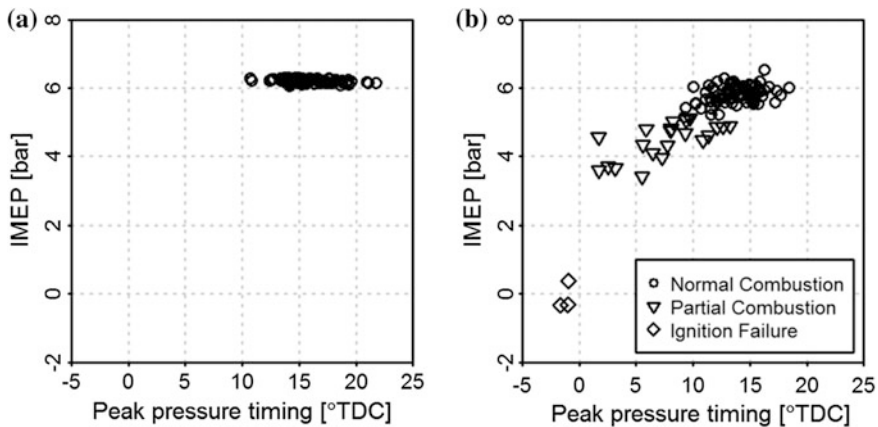 (a)
8
6
4
2
0
-2
IMEP [bar]
-5 0 5 10 15 20 25
Peak pressure timing [°TDC]
(b)
8
6
4
2
0
-2
IMEP [bar]
Normal Combustion
Partial Combustion
Ignition Failure
-5 0 5 10 15 20 25
Peak pressure timing [°TDC]